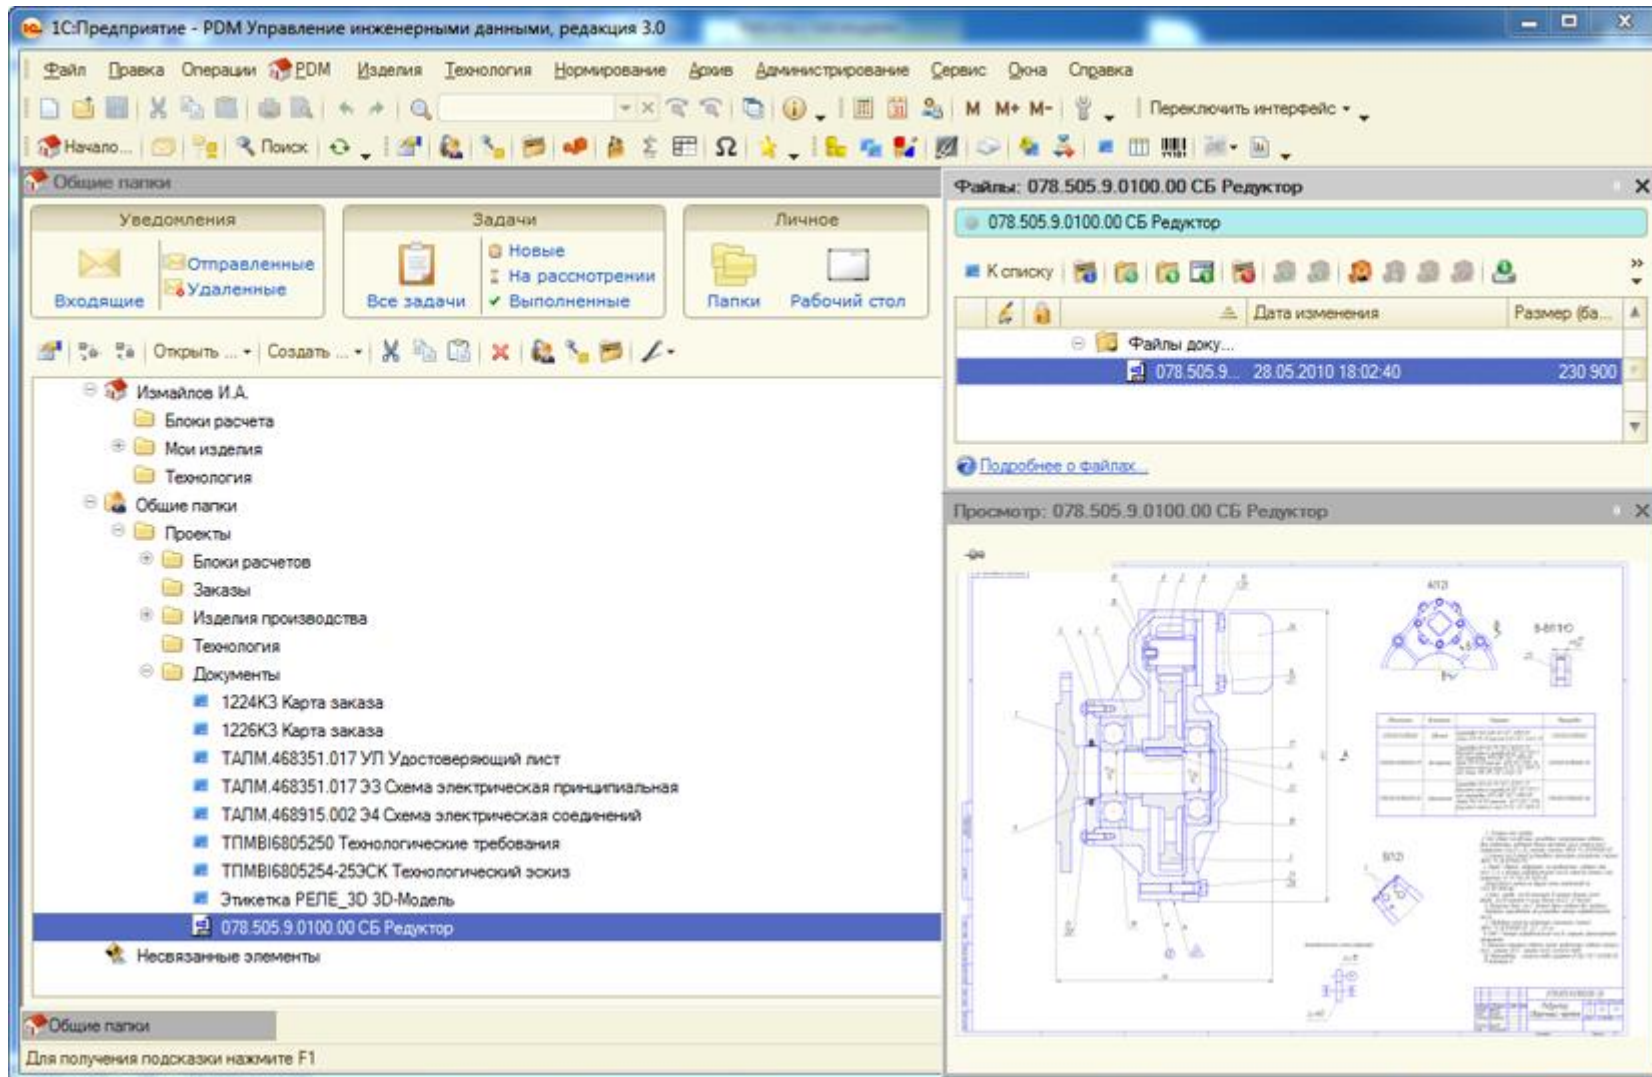 1С:Предприятие - PDM Управление инженерными данными, редакция 3.0
Файл Правка Операции PDM Изделия Технология Нормирование Архив Администрирование Сервис Окна Справка
M M+ M- Переключить интерфейс
Начало... Поиск
Общие папки
Уведомления Задачи Личное
Входящие Отправленные Удаленные
Все задачи Новые На рассмотрении Выполненные
Папки Рабочий стол
Открыть ... Создать ...
Измайлов И.А.
Блоки расчета
Мои изделия
Технология
Общие папки
Проекты
Блоки расчетов
Заказы
Изделия производства
Технология
Документы
1224КЗ Карта заказа
1226КЗ Карта заказа
ТАПМ.468351.017 УП Удостоверяющий лист
ТАПМ.468351.017 Э3 Схема электрическая принципиальная
ТАПМ.468915.002 Э4 Схема электрическая соединений
ТПМВІ6805250 Технологические требования
ТПМВІ6805254-25ЭСК Технологический эскиз
Этикетка РЕЛЕ_3D 3D-Модель
078.505.9.0100.00 СБ Редуктор
Несвязанные элементы
Общие папки
Для получения подсказки нажмите F1
Файлы: 078.505.9.0100.00 СБ Редуктор
078.505.9.0100.00 СБ Редуктор
К списку
Дата изменения Размер (ба...
Файлы доку...
078.505.9... 28.05.2010 18:02:40 230 900
Подробнее о файлах...
Просмотр: 078.505.9.0100.00 СБ Редуктор